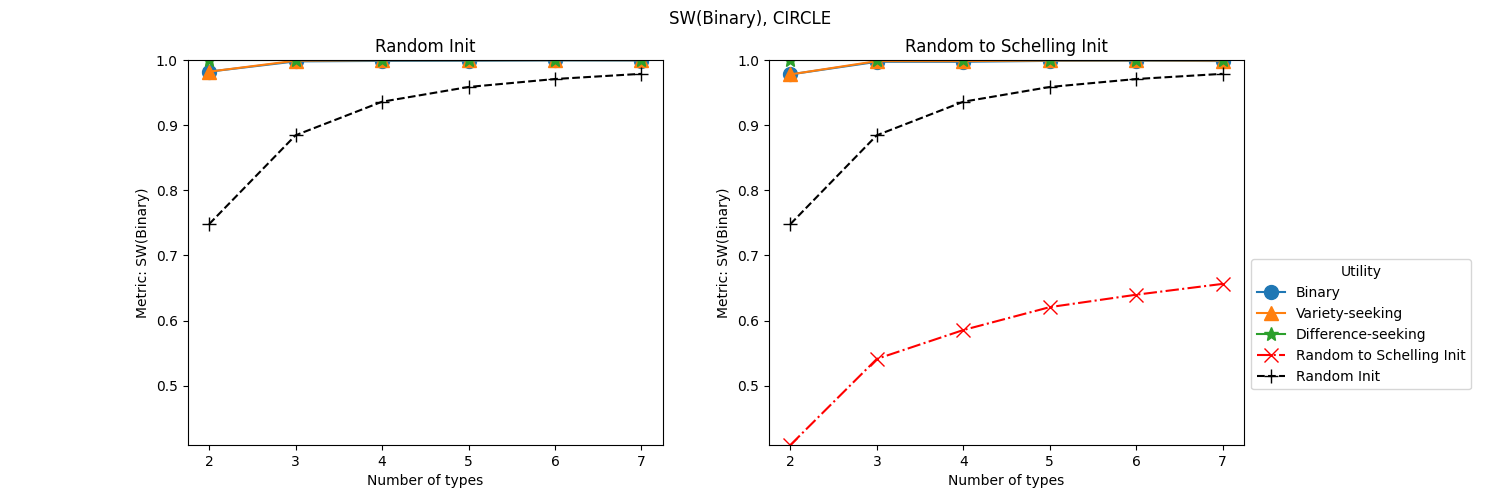 SW(Binary), CIRCLE
Random Init
1.0
0.9
0.8
0.7
0.6
0.5
Metric: SW(Binary)
2 3 4 5 6 7
Number of types
Random to Schelling Init
1.0
0.9
0.8
0.7
0.6
0.5
Metric: SW(Binary)
2 3 4 5 6 7
Number of types
Utility
Binary
Variety-seeking
Difference-seeking
Random to Schelling Init
Random Init